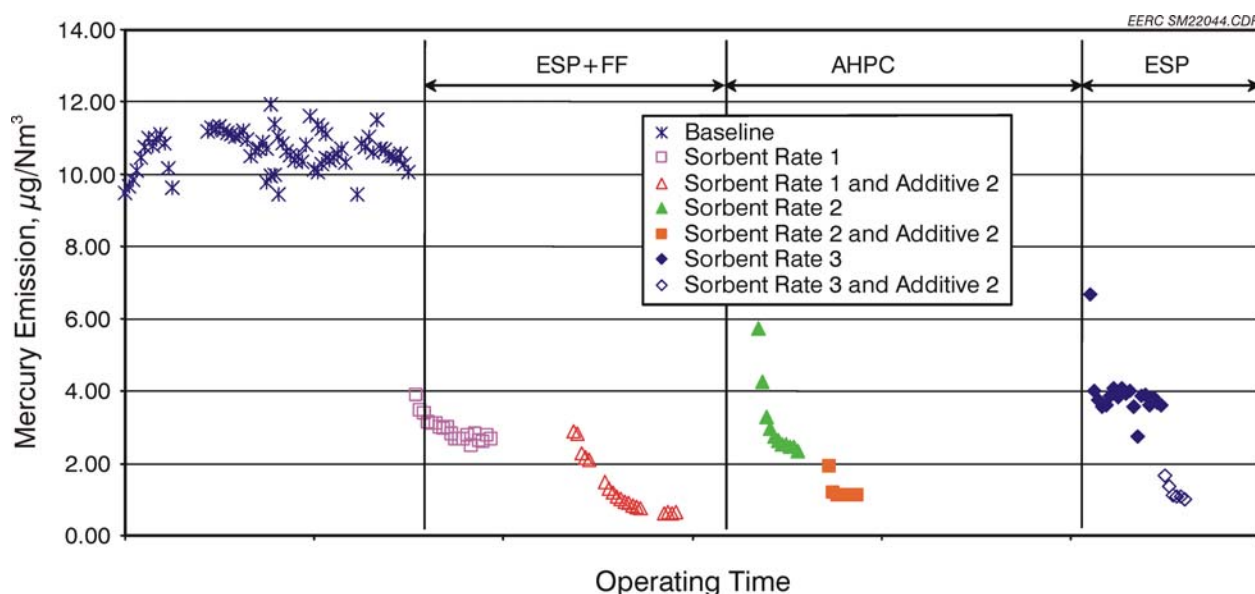 EERC SM22044.CDR
14.00
12.00
10.00
8.00
6.00
4.00
2.00
0.00
Mercury Emission, μg/Nm³
ESP+FF
AHPC
ESP
Baseline
Sorbent Rate 1
Sorbent Rate 1 and Additive 2
Sorbent Rate 2
Sorbent Rate 2 and Additive 2
Sorbent Rate 3
Sorbent Rate 3 and Additive 2
Operating Time